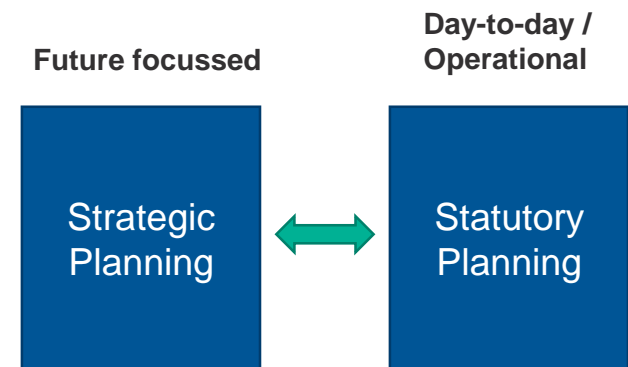 Future focussed
Day-to-day /
Operational
Strategic
Planning
Statutory
Planning